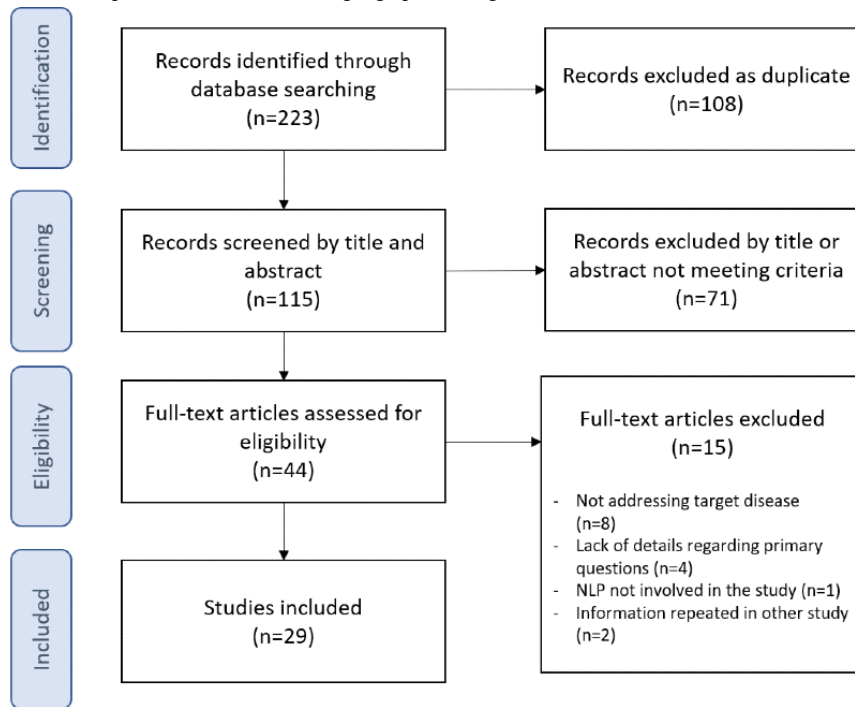 Identification
Records identified through
database searching
(n=223)
Records excluded as duplicate
(n=108)
Screening
Records screened by title and
abstract
(n=115)
Records excluded by title or
abstract not meeting criteria
(n=71)
Eligibility
Full-text articles assessed for
eligibility
(n=44)
Full-text articles excluded
(n=15)
- Not addressing target disease
(n=8)
- Lack of details regarding primary
questions (n=4)
- NLP not involved in the study (n=1)
- Information repeated in other study
(n=2)
Included
Studies included
(n=29)